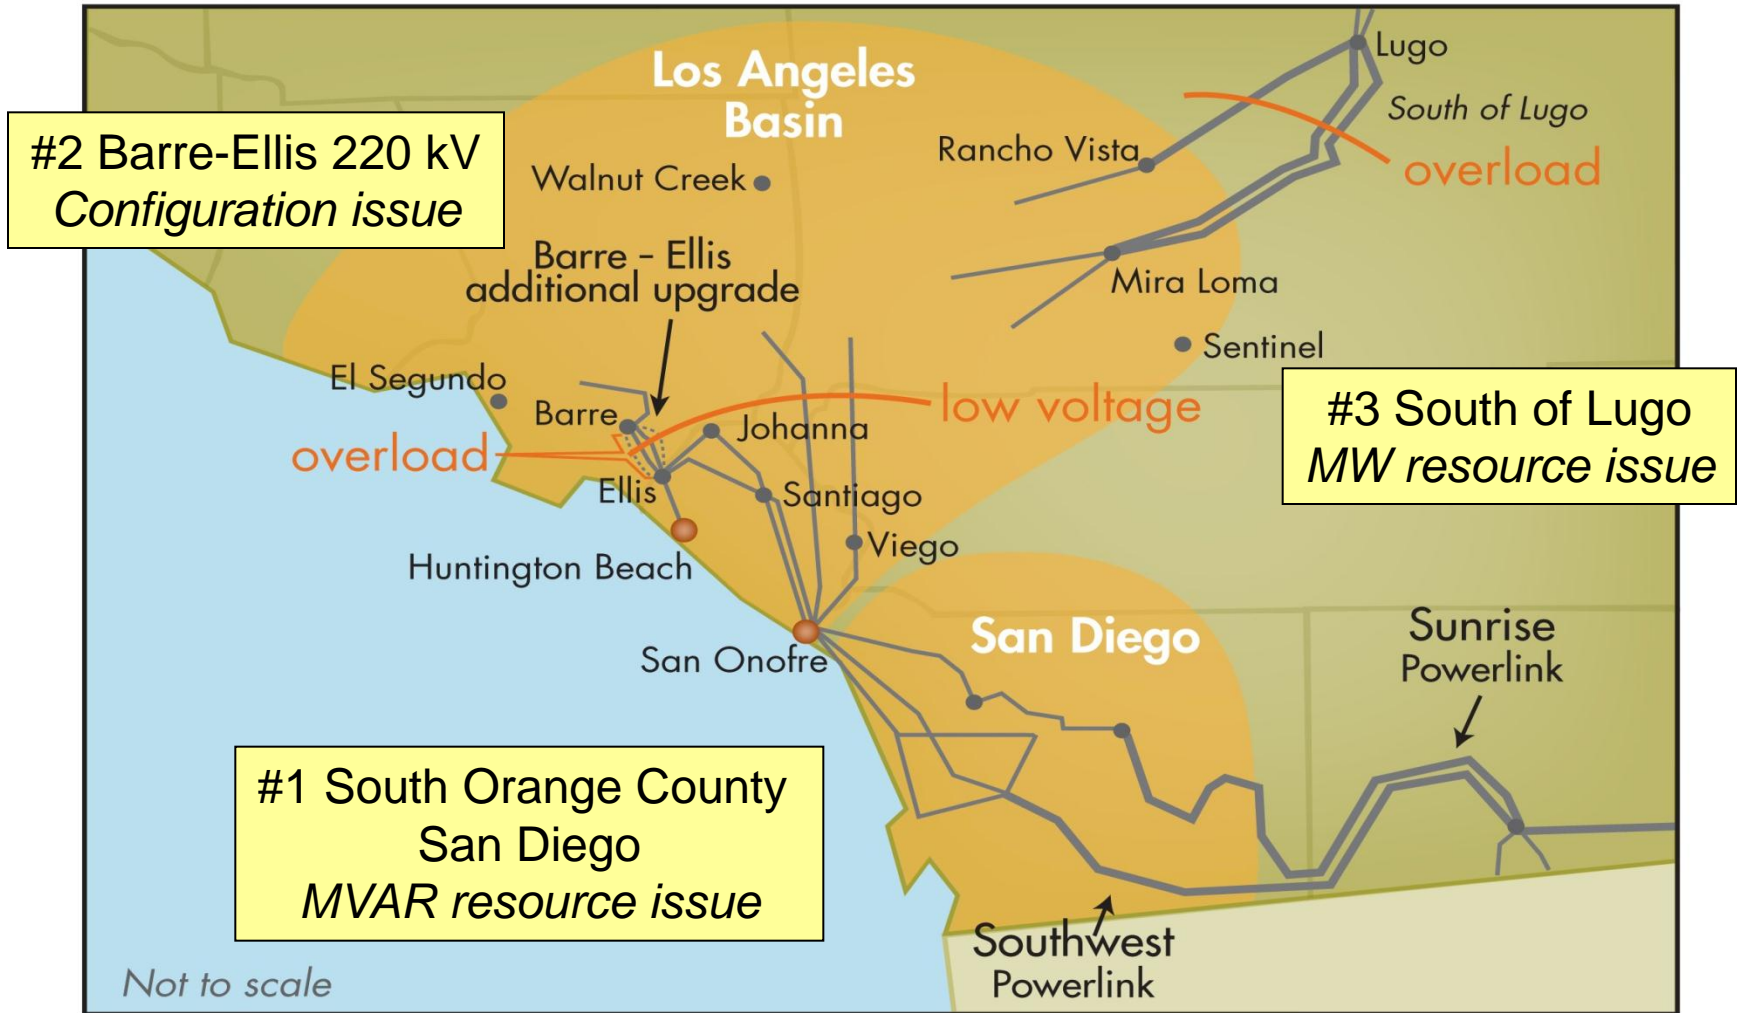 Los Angeles
Basin
Lugo
South of Lugo
overload
#2 Barre-Ellis 220 kV
Configuration issue
Walnut Creek
Rancho Vista
Barre – Ellis
additional upgrade
Mira Loma
Sentinel
El Segundo
Barre
Johanna
low voltage
#3 South of Lugo
MW resource issue
overload
Ellis
Santiago
Viego
Huntington Beach
San Onofre
San Diego
Sunrise
Powerlink
#1 South Orange County
San Diego
MVAR resource issue
Southwest
Powerlink
Not to scale